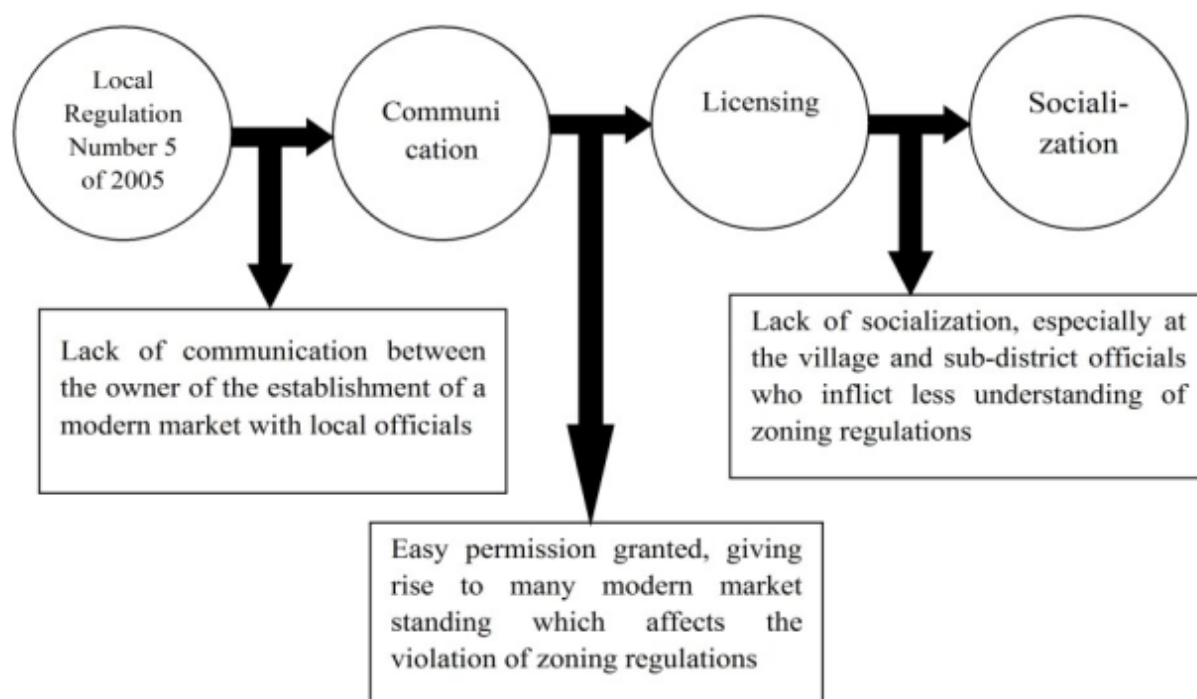 Local
Regulation
Number 5
of 2005
Communi
cation
Licensing
Sociali-
zation
Lack of communication between
the owner of the establishment of a
modern market with local officials
Lack of socialization, especially at
the village and sub-district officials
who inflict less understanding of
zoning regulations
Easy permission granted, giving
rise to many modern market
standing which affects the
violation of zoning regulations